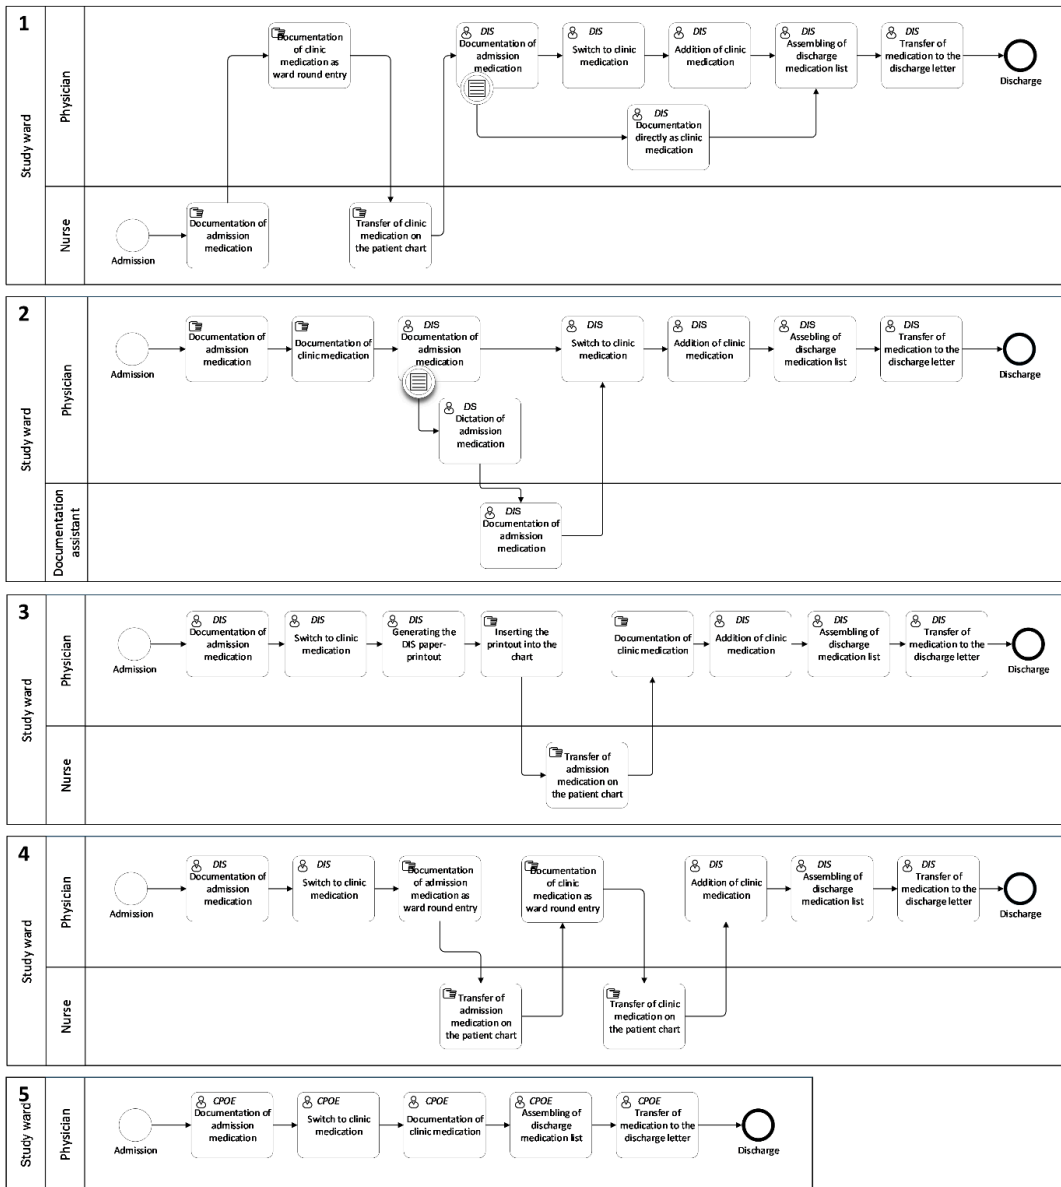 1
Study ward
Physician
Nurse
Admission
Documentation of
admission
medication
Documentation
of clinic
medication as
ward round entry
Transfer of clinic
medication on
the patient chart
DIS
Documentation of
admission
medication
DIS
Switch to clinic
medication
DIS
Addition of clinic
medication
DIS
Assembling of
discharge
medication list
DIS
Transfer of
medication to the
discharge letter
Discharge
DIS
Documentation
directly as clinic
medication
2
Study ward
Physician
Documentation
assistant
Admission
Documentation of
admission
medication
Documentation of
clinic medication
DIS
Documentation of
admission
medication
DIS
Switch to clinic
medication
DIS
Addition of clinic
medication
DIS
Assebling of
discharge
medication list
DIS
Transfer of
medication to the
discharge letter
Discharge
DS
Dictation of
admission
medication
DIS
Documentation of
admission
medication
3
Study ward
Physician
Nurse
Admission
DIS
Documentation of
admission
medication
DIS
Switch to clinic
medication
DIS
Generating the
DIS paper-
printout
Inserting the
printout into the
chart
Documentation of
clinic medication
DIS
Addition of clinic
medication
DIS
Assembling of
discharge
medication list
DIS
Transfer of
medication to the
discharge letter
Discharge
Transfer of
admission
medication on
the patient chart
4
Study ward
Physician
Nurse
Admission
DIS
Documentation of
admission
medication
DIS
Switch to clinic
medication
Documentation
of admission
medication as
ward round entry
Documentation
of clinic
medication as
ward round entry
DIS
Addition of clinic
medication
DIS
Assembling of
discharge
medication list
DIS
Transfer of
medication to the
discharge letter
Discharge
Transfer of
admission
medication on
the patient chart
Transfer of clinic
medication on
the patient chart
5
Study ward
Physician
Admission
CPOE
Documentation of
admission
medication
CPOE
Switch to clinic
medication
CPOE
Documentation of
clinic medication
CPOE
Assembling of
discharge
medication list
CPOE
Transfer of
medication to the
discharge letter
Discharge